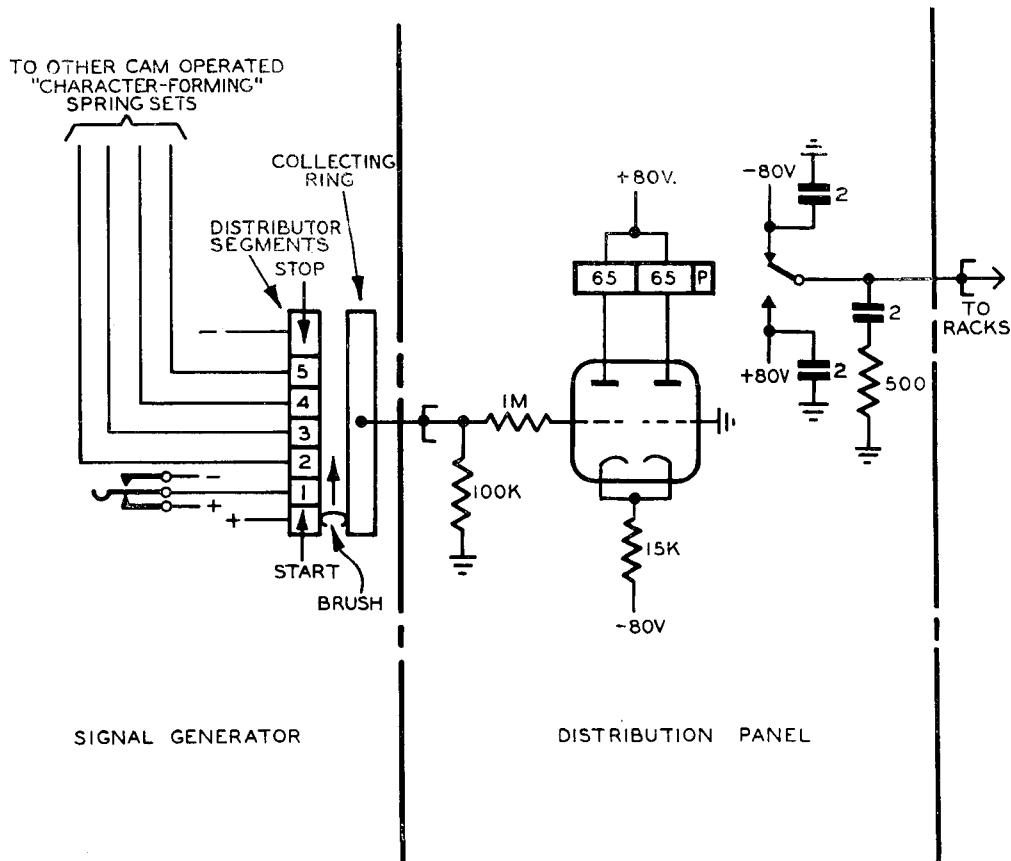 TO OTHER CAM OPERATED
"CHARACTER-FORMING"
SPRING SETS
COLLECTING
RING
DISTRIBUTOR
SEGMENTS
STOP
-
5
4
3
2
1
-
+
+
START
BRUSH
1M
100K
+80V.
65 65 P
15K
-80V
-80V
2
+80V
2
2
500
TO
RACKS
SIGNAL GENERATOR
DISTRIBUTION PANEL